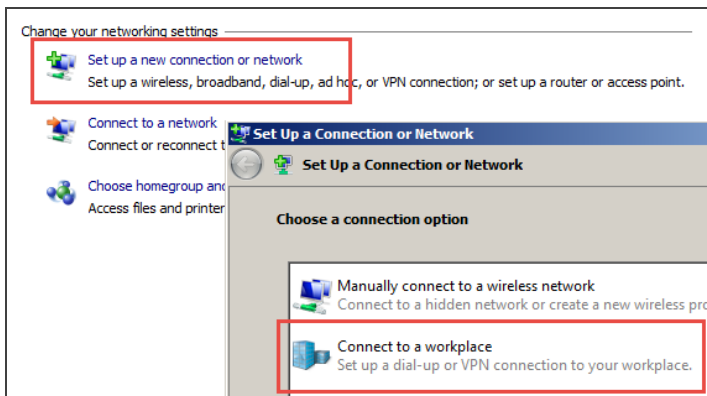 Change your networking settings
Set up a new connection or network
Set up a wireless, broadband, dial-up, ad hoc, or VPN connection; or set up a router or access point.
Connect to a network
Connect or reconnect t
Choose homegroup and
Access files and printer
Set Up a Connection or Network
Set Up a Connection or Network
Choose a connection option
Manually connect to a wireless network
Connect to a hidden network or create a new wireless pro
Connect to a workplace
Set up a dial-up or VPN connection to your workplace.